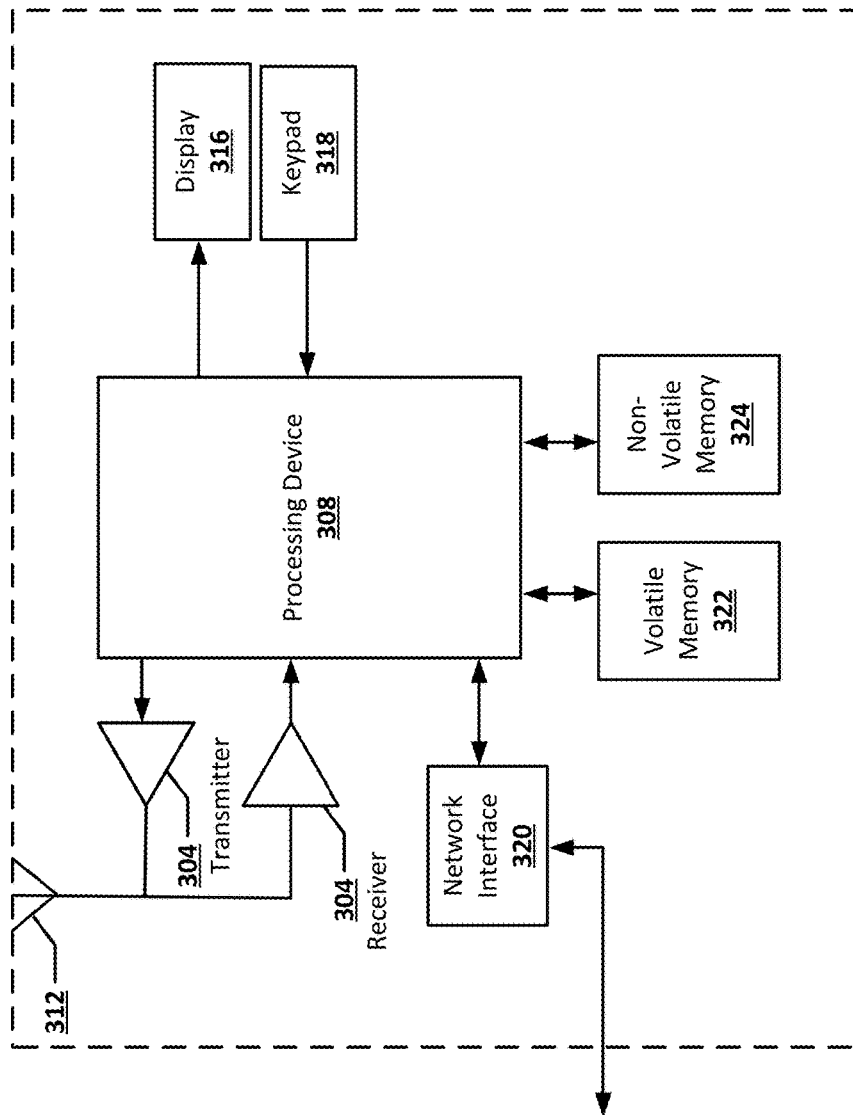 312
304
Transmitter
304
Receiver
Network
Interface
320
Processing Device
308
Display
316
Keypad
318
Volatile
Memory
322
Non-
Volatile
Memory
324